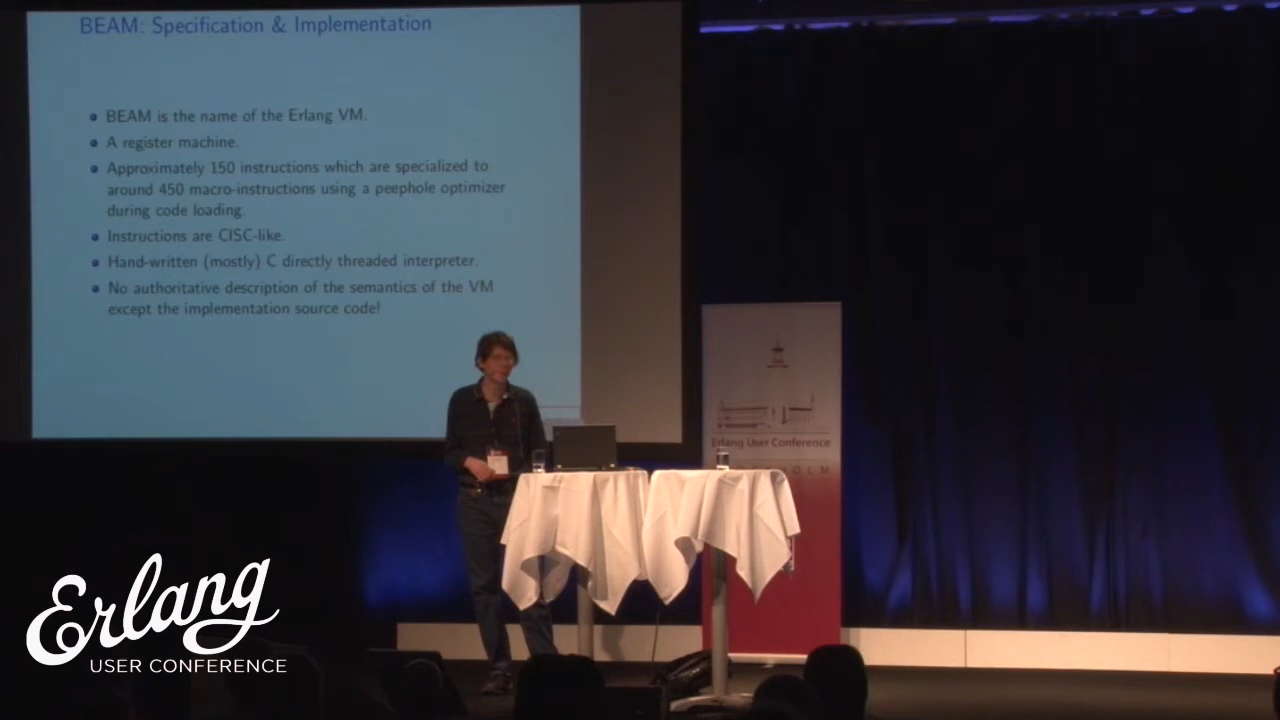 BEAM: Specification & Implementation
BEAM is the name of the Erlang VM.
A register machine.
Approximately 150 instructions which are specialized to
around 450 macro-instructions using a peephole optimizer
during code loading.
Instructions are CISC-like.
Hand-written (mostly) C directly threaded interpreter.
No authoritative description of the semantics of the VM
except the implementation source code!
Erlang User Conference
Erlang
USER CONFERENCE